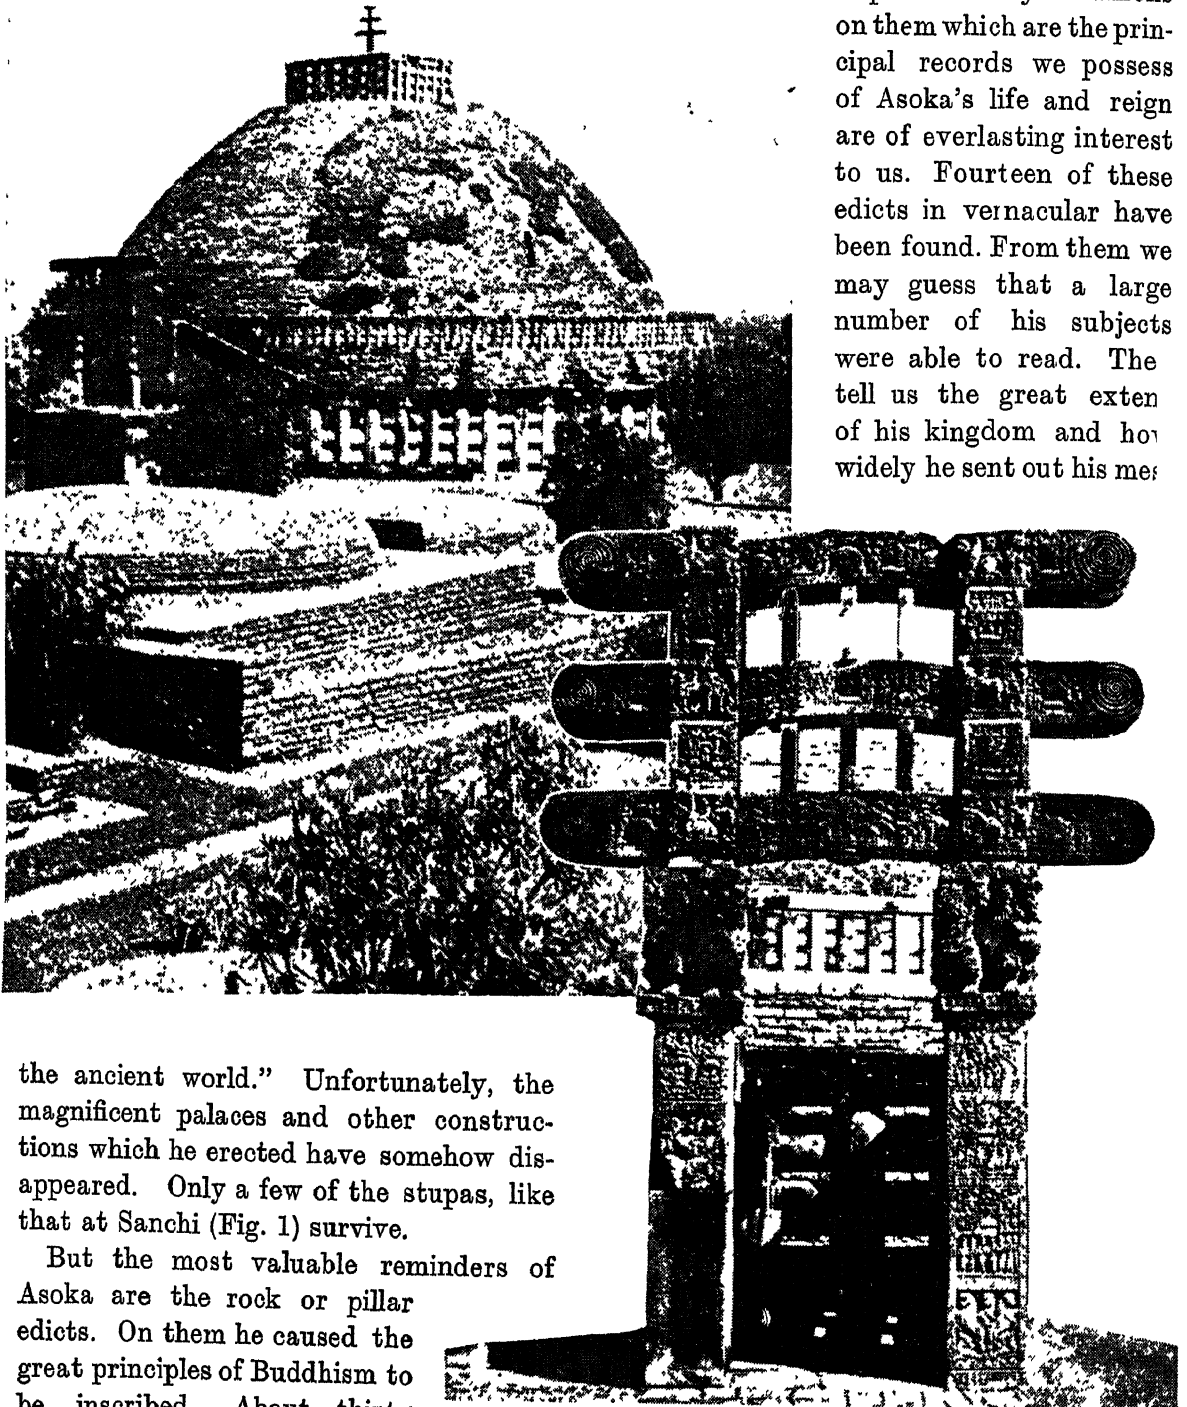 the ancient world.” Unfortunately, the
magnificent palaces and other construc-
tions which he erected have somehow dis-
appeared. Only a few of the stupas, like
that at Sanchi (Fig. 1) survive.
But the most valuable reminders of
Asoka are the rock or pillar
edicts. On them he caused the
great principles of Buddhism to
be inscribed. About
on them which are the prin-
cipal records we possess
of Asoka’s life and reign
are of everlasting interest
to us. Fourteen of these
edicts in vernacular have
been found. From them we
may guess that a large
number of his subjects
were able to read. The
tell us the great exten
of his kingdom and ho
widely he sent out his mes